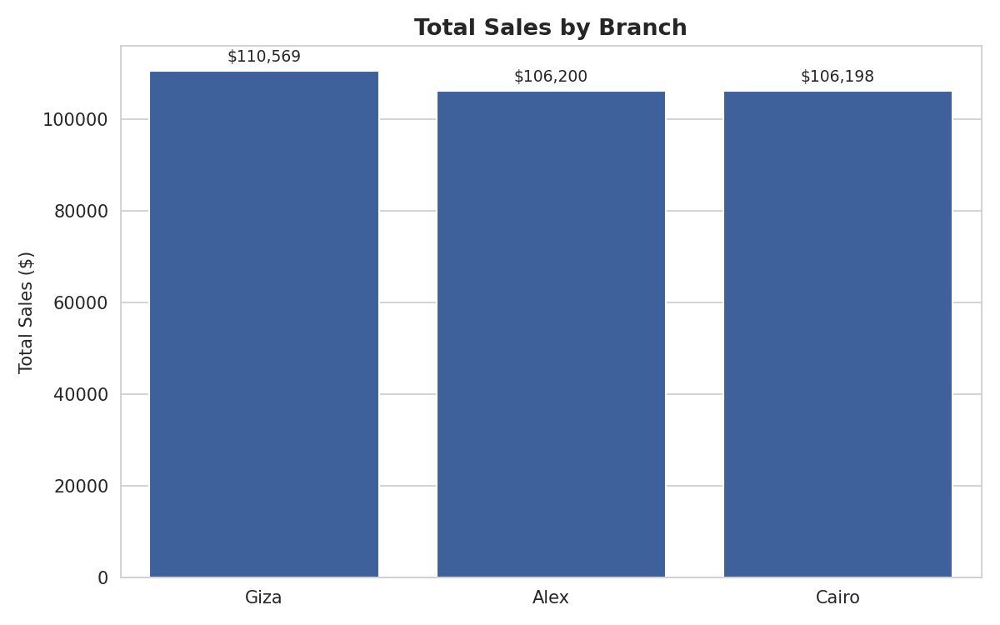 Total Sales by Branch
$110,569
$106,200
$106,198
100000
80000
60000
40000
20000
0
Total Sales ($)
Giza
Alex
Cairo